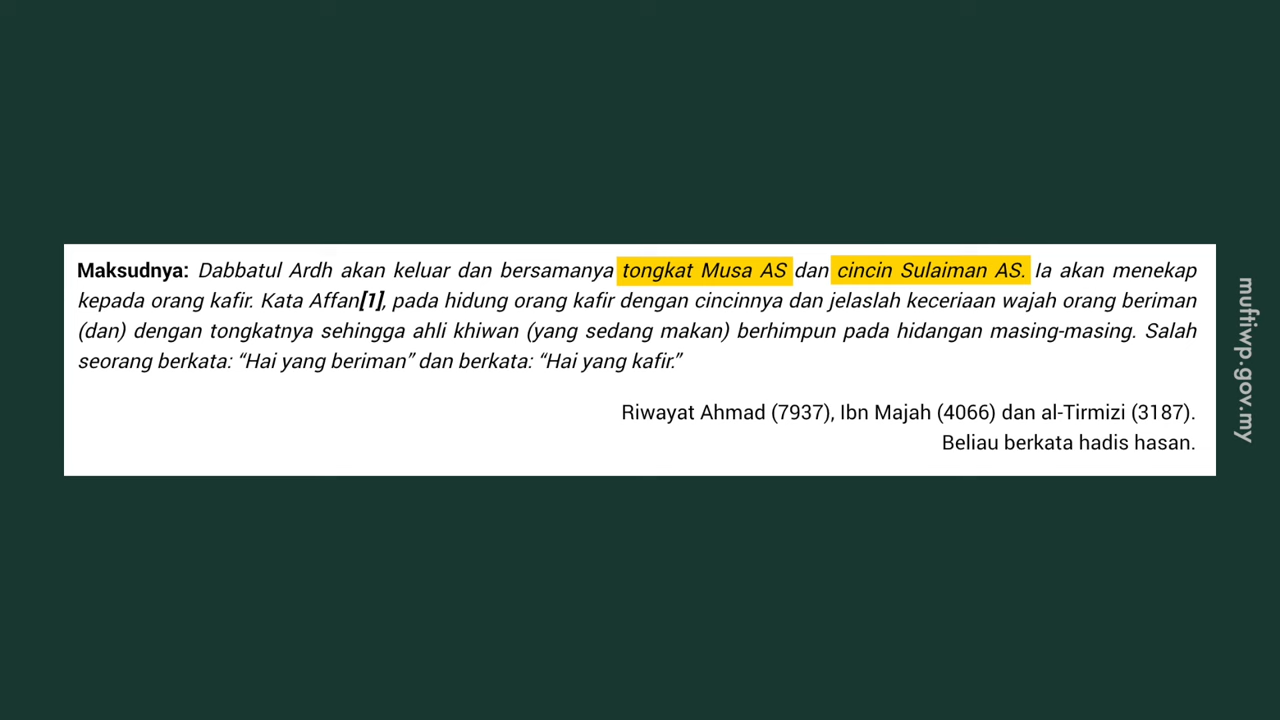 Maksudnya: Dabbatul Ardh akan keluar dan bersamanya tongkat Musa AS dan cincin Sulaiman AS. Ia akan menekap
kepada orang kafir. Kata Affan[1], pada hidung orang kafir dengan cincinnya dan jelaslah keceriaan wajah orang beriman
(dan) dengan tongkatnya sehingga ahli khiwan (yang sedang makan) berhimpun pada hidangan masing-masing. Salah
seorang berkata: “Hai yang beriman” dan berkata: “Hai yang kafir.”
Riwayat Ahmad (7937), Ibn Majah (4066) dan al-Tirmizi (3187).
Beliau berkata hadis hasan.
muftiwp.gov.my